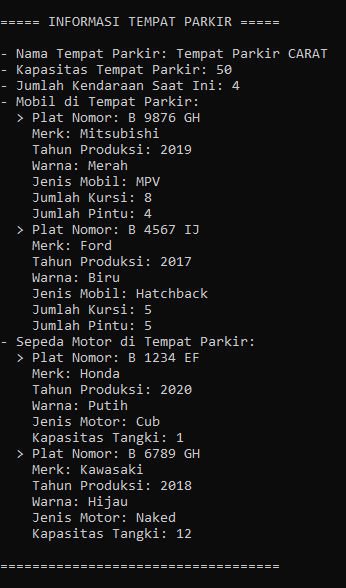 ===== INFORMASI TEMPAT PARKIR =====
- Nama Tempat Parkir: Tempat Parkir CARAT
- Kapasitas Tempat Parkir: 50
- Jumlah Kendaraan Saat Ini: 4
- Mobil di Tempat Parkir:
  > Plat Nomor: B 9876 GH
    Merk: Mitsubishi
    Tahun Produksi: 2019
    Warna: Merah
    Jenis Mobil: MPV
    Jumlah Kursi: 8
    Jumlah Pintu: 4
  > Plat Nomor: B 4567 IJ
    Merk: Ford
    Tahun Produksi: 2017
    Warna: Biru
    Jenis Mobil: Hatchback
    Jumlah Kursi: 5
    Jumlah Pintu: 5
- Sepeda Motor di Tempat Parkir:
  > Plat Nomor: B 1234 EF
    Merk: Honda
    Tahun Produksi: 2020
    Warna: Putih
    Jenis Motor: Cub
    Kapasitas Tangki: 1
  > Plat Nomor: B 6789 GH
    Merk: Kawasaki
    Tahun Produksi: 2018
    Warna: Hijau
    Jenis Motor: Naked
    Kapasitas Tangki: 12
===================================